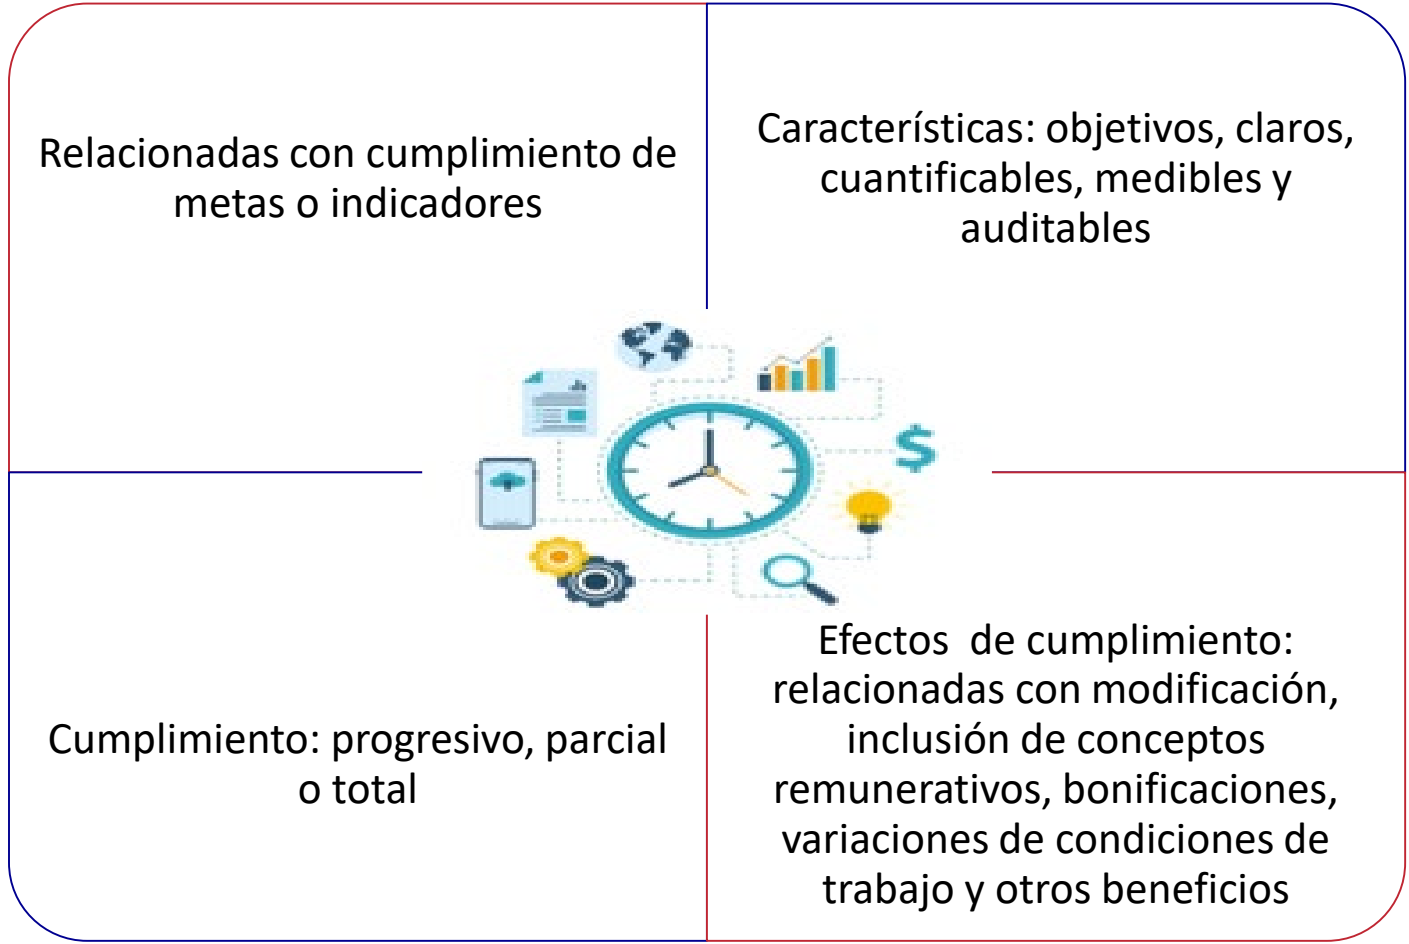 Relacionadas con cumplimiento de
metas o indicadores
Características: objetivos, claros,
cuantificables, medibles y
auditables
Cumplimiento: progresivo, parcial
o total
Efectos  de cumplimiento:
relacionadas con modificación,
inclusión de conceptos
remunerativos, bonificaciones,
variaciones de condiciones de
trabajo y otros beneficios